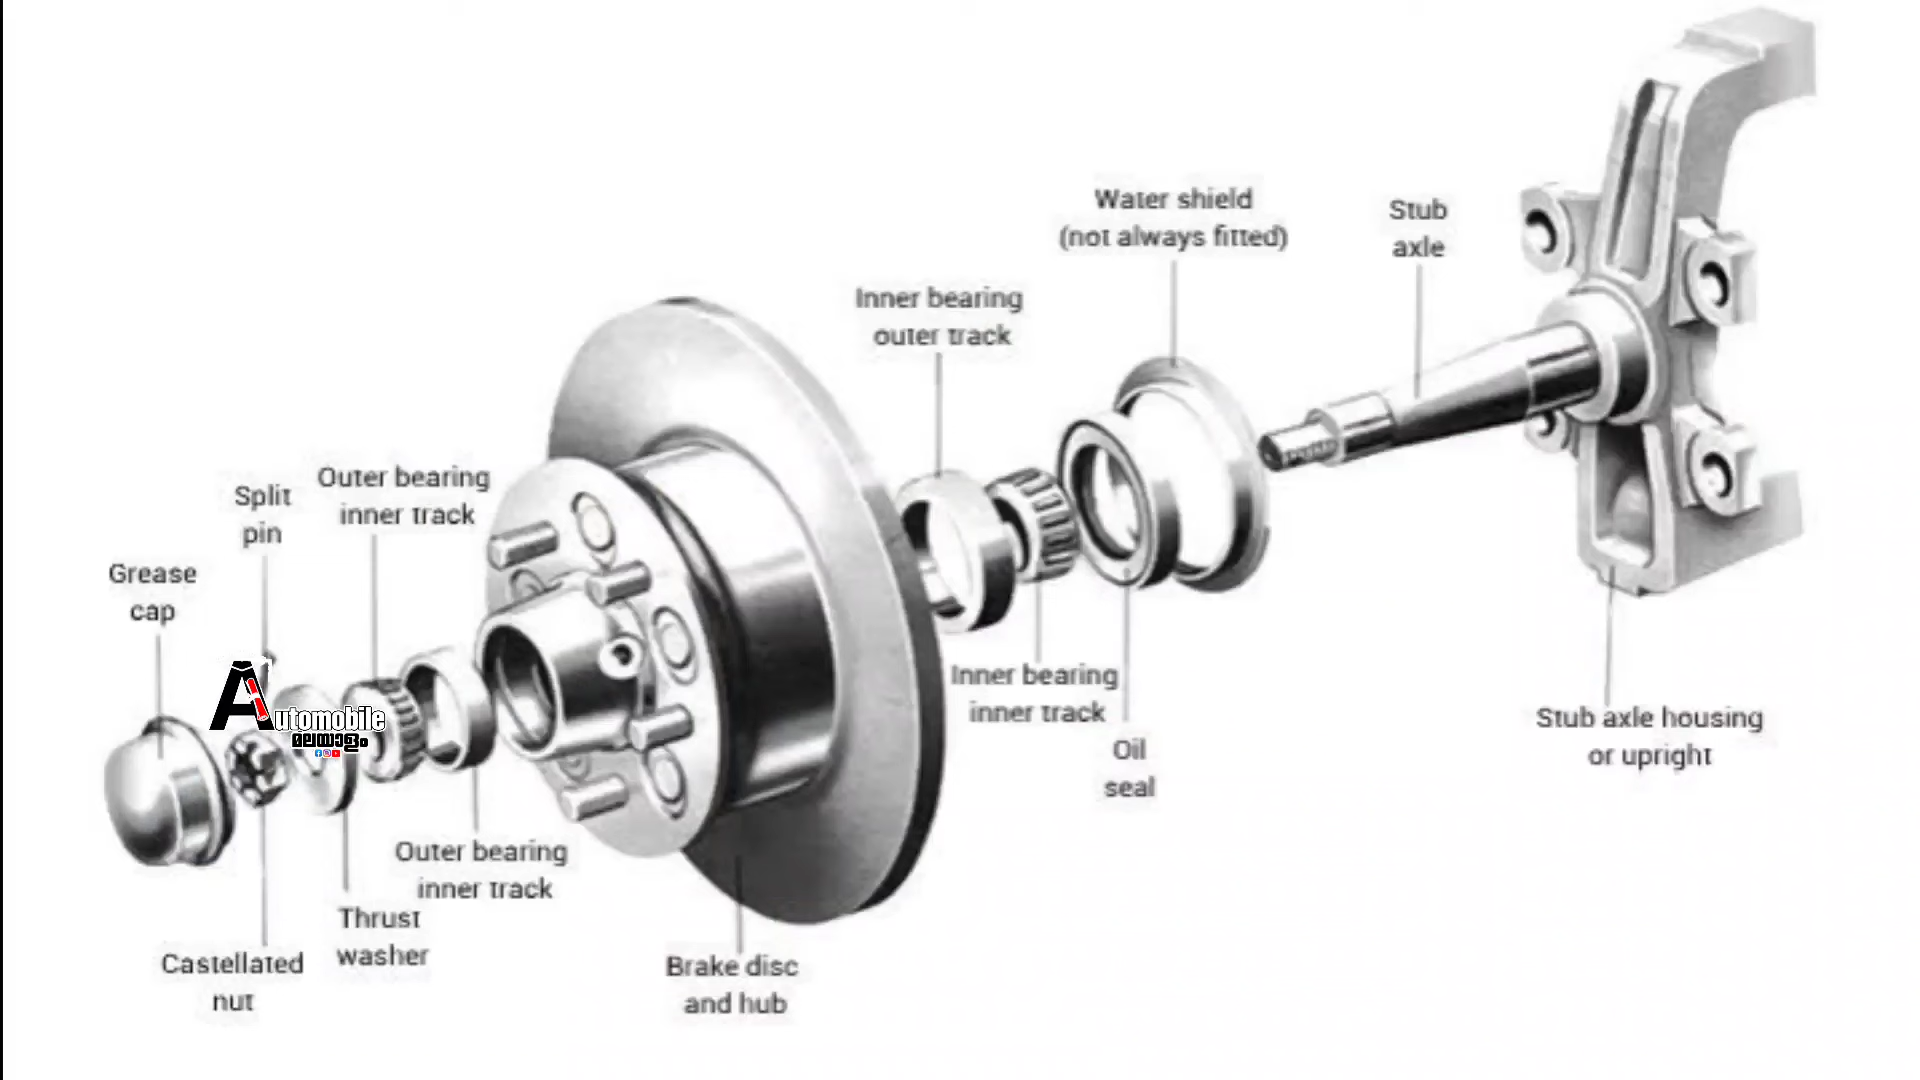 Water shield
(not always fitted)
Stub
axle
Inner bearing
outer track
Outer bearing
inner track
Split
pin
Grease
cap
Automobile
മലയാളം
Inner bearing
inner track
Oil
seal
Stub axle housing
or upright
Outer bearing
inner track
Thrust
washer
Castellated
nut
Brake disc
and hub